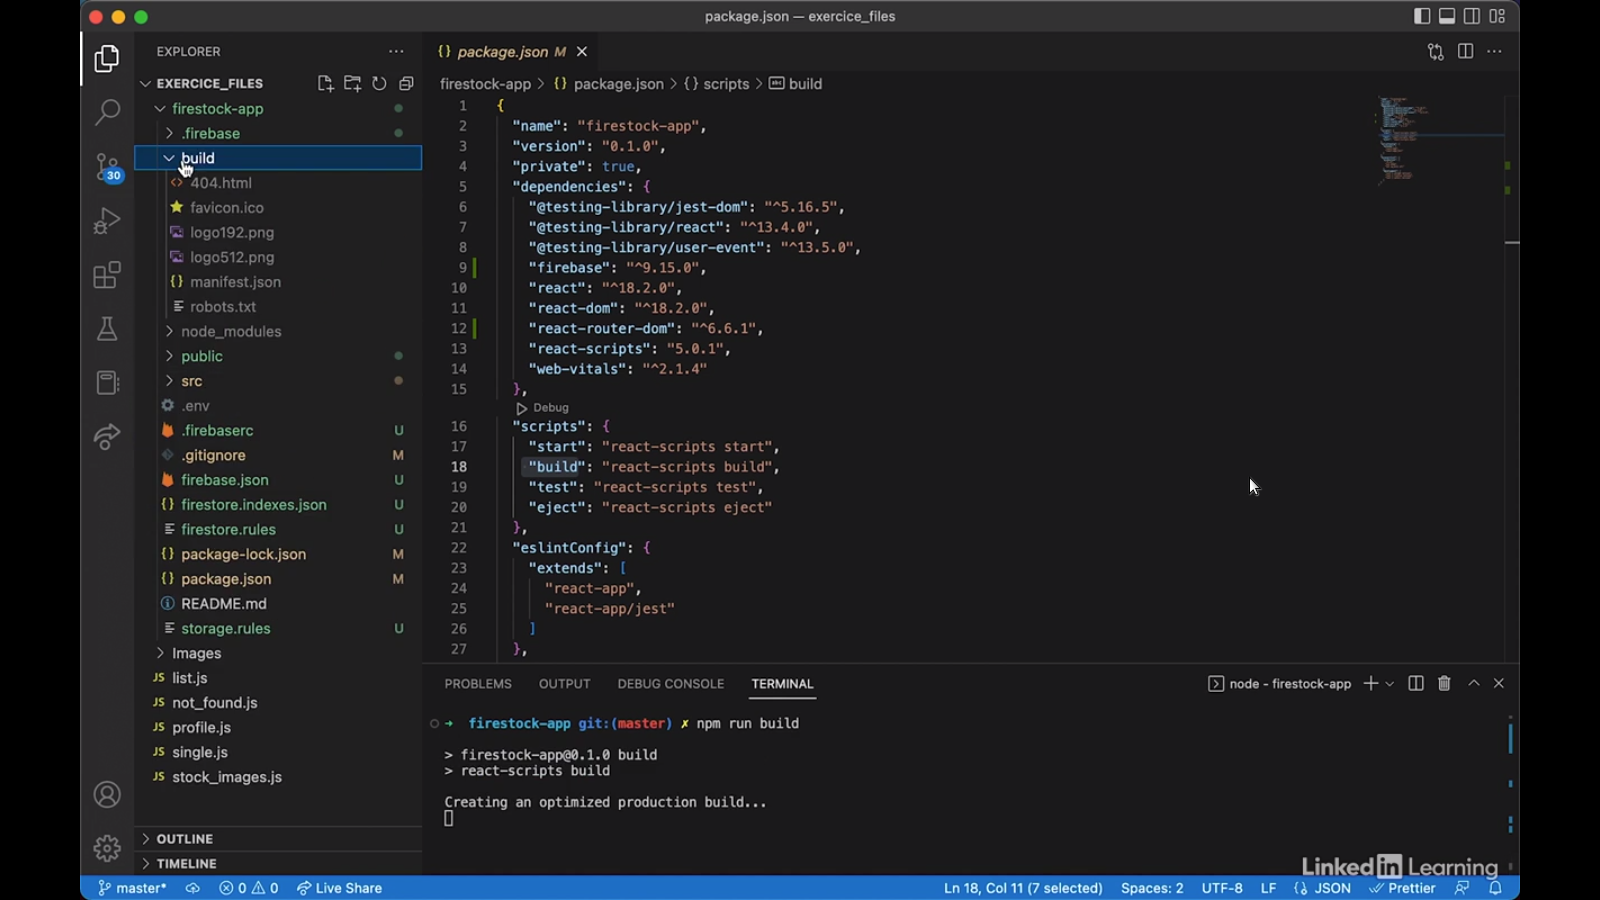 package.json — exercice_files
EXPLORER
EXERCICE_FILES
firestock-app
.firebase
build
404.html
favicon.ico
logo192.png
logo512.png
manifest.json
robots.txt
node_modules
public
src
.env
.firebaserc U
.gitignore M
firebase.json U
firestore.indexes.json U
firestore.rules U
package-lock.json M
package.json M
README.md
storage.rules U
Images
JS list.js
JS not_found.js
JS profile.js
JS single.js
JS stock_images.js
OUTLINE
TIMELINE
30
{} package.json M
firestock-app > {} package.json > {} scripts > abc build
1 {
2 "name": "firestock-app",
3 "version": "0.1.0",
4 "private": true,
5 "dependencies": {
6 "@testing-library/jest-dom": "^5.16.5",
7 "@testing-library/react": "^13.4.0",
8 "@testing-library/user-event": "^13.5.0",
9 "firebase": "^9.15.0",
10 "react": "^18.2.0",
11 "react-dom": "^18.2.0",
12 "react-router-dom": "^6.6.1",
13 "react-scripts": "5.0.1",
14 "web-vitals": "^2.1.4"
15 },
Debug
16 "scripts": {
17 "start": "react-scripts start",
18 "build": "react-scripts build",
19 "test": "react-scripts test",
20 "eject": "react-scripts eject"
21 },
22 "eslintConfig": {
23 "extends": [
24 "react-app",
25 "react-app/jest"
26 ]
27 },
PROBLEMS OUTPUT DEBUG CONSOLE TERMINAL
node - firestock-app
→ firestock-app git:(master) ✗ npm run build
> firestock-app@0.1.0 build
> react-scripts build
Creating an optimized production build...
LinkedIn Learning
master* 0 0 Live Share
Ln 18, Col 11 (7 selected) Spaces: 2 UTF-8 LF {} JSON Prettier